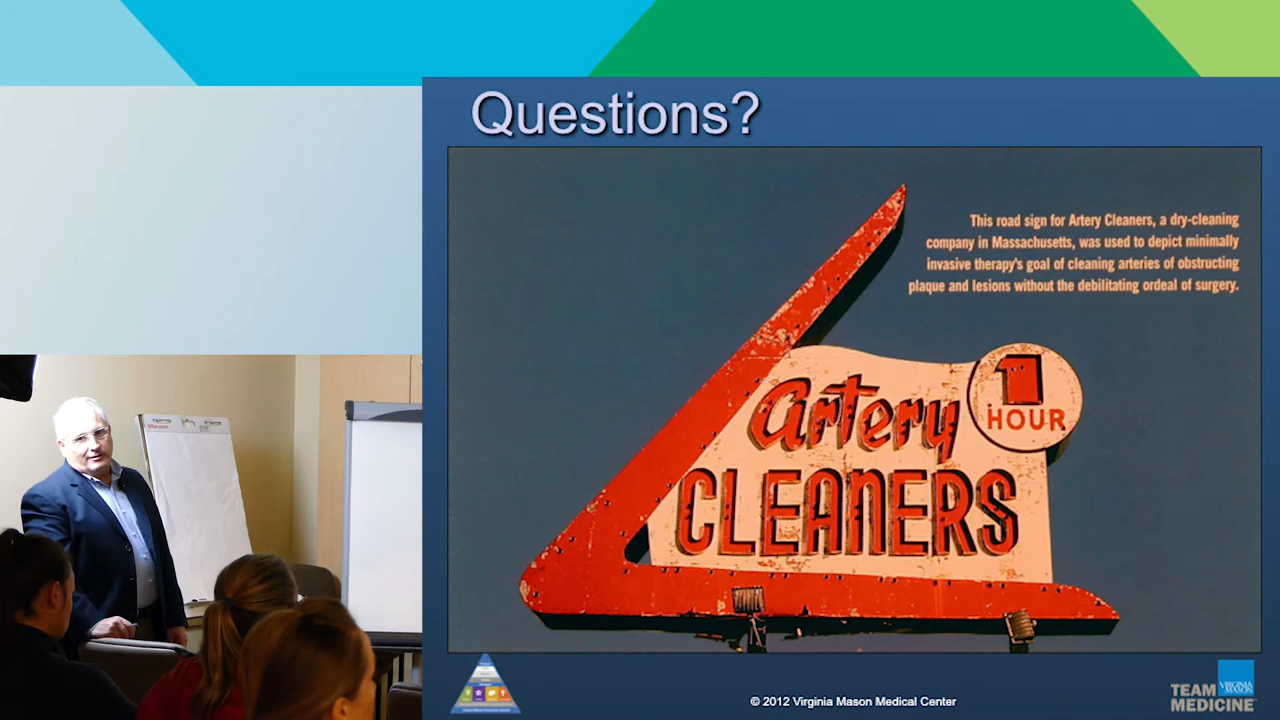 Questions?
This road sign for Artery Cleaners, a dry-cleaning
company in Massachusetts, was used to depict minimally
invasive therapy's goal of cleaning arteries of obstructing
plaque and lesions without the debilitating ordeal of surgery.
Artery
1
HOUR
CLEANERS
© 2012 Virginia Mason Medical Center
VIRGINIA
MASON
TEAM
MEDICINE